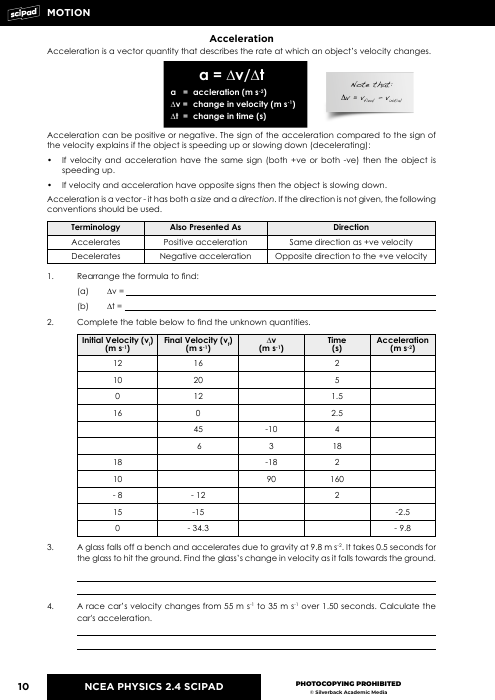 scipad MOTION
Acceleration
Acceleration is a vector quantity that describes the rate at which an object's velocity changes.
a = ∆v/∆t
a = accleration (m s⁻²)
∆v = change in velocity (m s⁻¹)
∆t = change in time (s)
Note that:
∆v = v_final − v_initial
Acceleration can be positive or negative. The sign of the acceleration compared to the sign of
the velocity explains if the object is speeding up or slowing down (decelerating):
• If velocity and acceleration have the same sign (both +ve or both -ve) then the object is
speeding up.
• If velocity and acceleration have opposite signs then the object is slowing down.
Acceleration is a vector - it has both a size and a direction. If the direction is not given, the following
conventions should be used.
Terminology Also Presented As Direction
Accelerates Positive acceleration Same direction as +ve velocity
Decelerates Negative acceleration Opposite direction to the +ve velocity
1. Rearrange the formula to find:
(a) ∆v =
(b) ∆t =
2. Complete the table below to find the unknown quantities.
Initial Velocity (vᵢ) Final Velocity (v_f) ∆v Time Acceleration
(m s⁻¹) (m s⁻¹) (m s⁻¹) (s) (m s⁻²)
12 16 2
10 20 5
0 12 1.5
16 0 2.5
45 -10 4
6 3 18
18 -18 2
10 90 160
- 8 - 12 2
15 -15 -2.5
0 - 34.3 - 9.8
3. A glass falls off a bench and accelerates due to gravity at 9.8 m s⁻². It takes 0.5 seconds for
the glass to hit the ground. Find the glass's change in velocity as it falls towards the ground.
4. A race car's velocity changes from 55 m s⁻¹ to 35 m s⁻¹ over 1.50 seconds. Calculate the
car's acceleration.
10 NCEA PHYSICS 2.4 SCIPAD PHOTOCOPYING PROHIBITED
© Silverback Academic Media